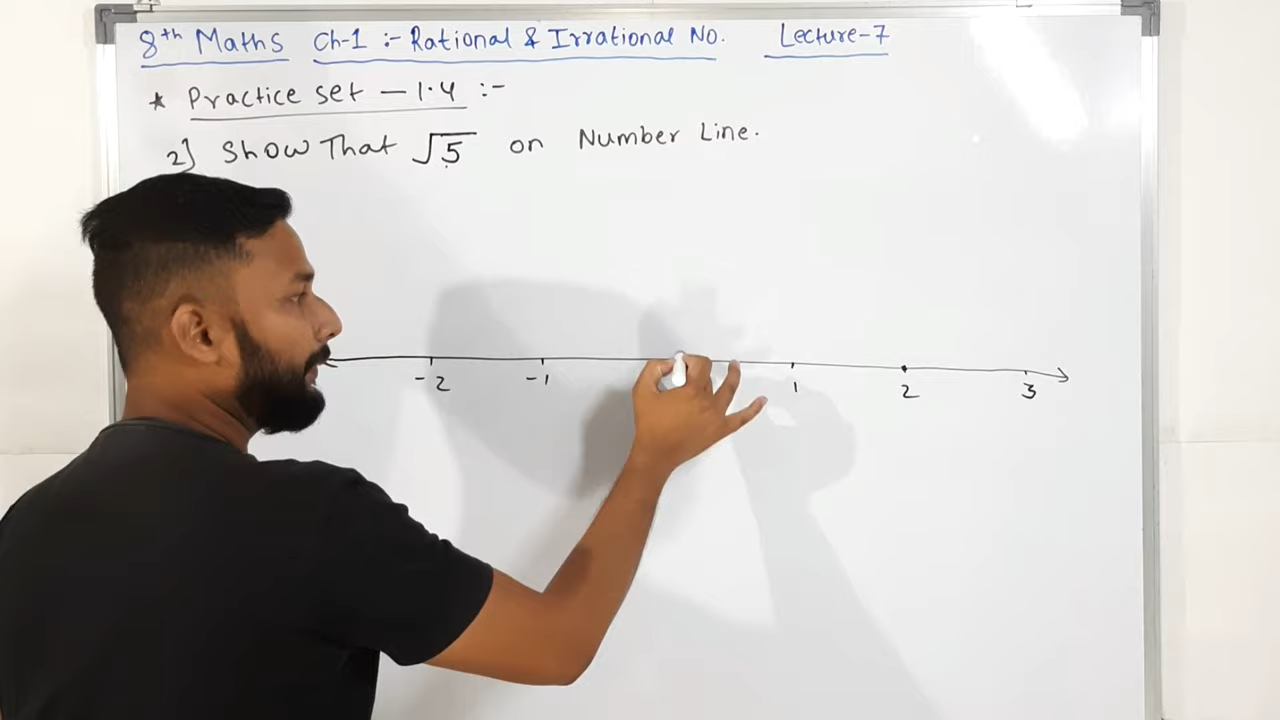 8th Maths Ch-1 :- Rational & Irrational No. Lecture-7
* Practice set – 1.4 :-
2] Show That √5 on Number Line.
-2 -1 1 2 3